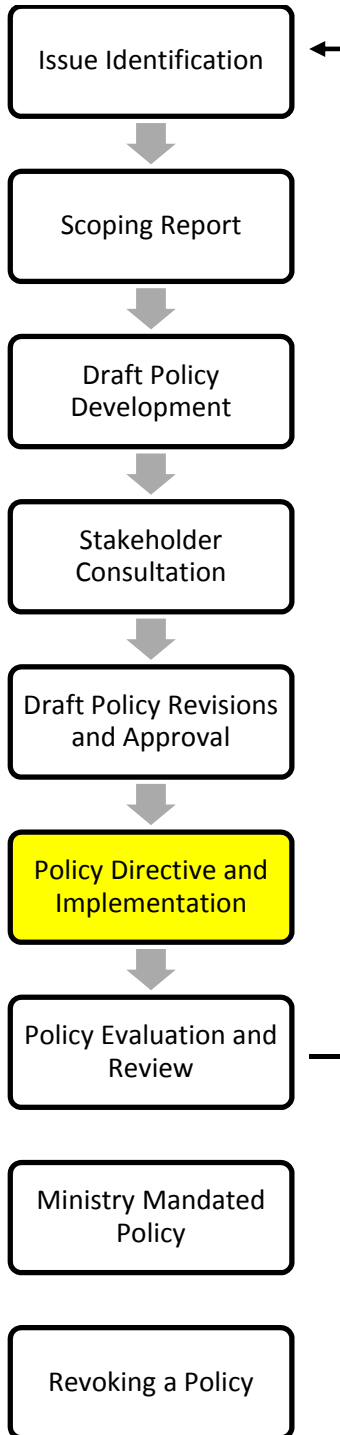 Issue Identification
Scoping Report
Draft Policy
Development
Stakeholder
Consultation
Draft Policy Revisions
and Approval
Policy Directive and
Implementation
Policy Evaluation and
Review
Ministry Mandated
Policy
Revoking a Policy